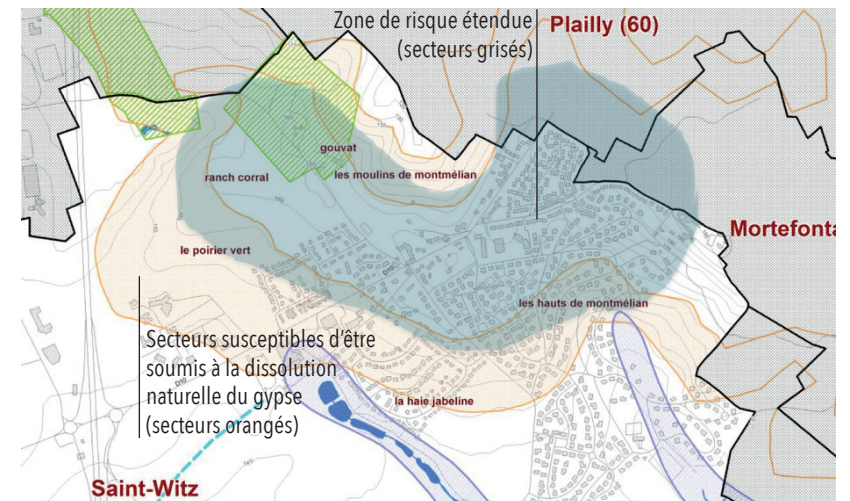 Zone de risque étendue
(secteurs grisés)
Plailly (60)
gouvat
ranch corral
les moulins de montmélian
Mortefonta
le poirier vert
D10
les hauts de montmélian
Secteurs susceptibles d'être
soumis à la dissolution
naturelle du gypse
(secteurs orangés)
D10
la haie jabeline
Saint-Witz